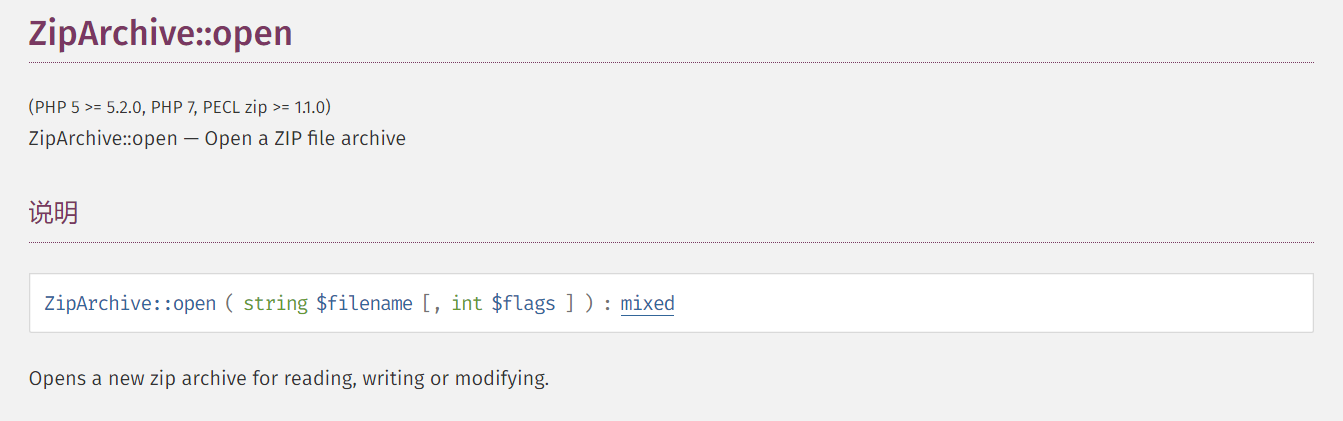 ZipArchive::open
(PHP 5 >= 5.2.0, PHP 7, PECL zip >= 1.1.0)
ZipArchive::open — Open a ZIP file archive
说明
ZipArchive::open ( string $filename [, int $flags ] ) : mixed
Opens a new zip archive for reading, writing or modifying.